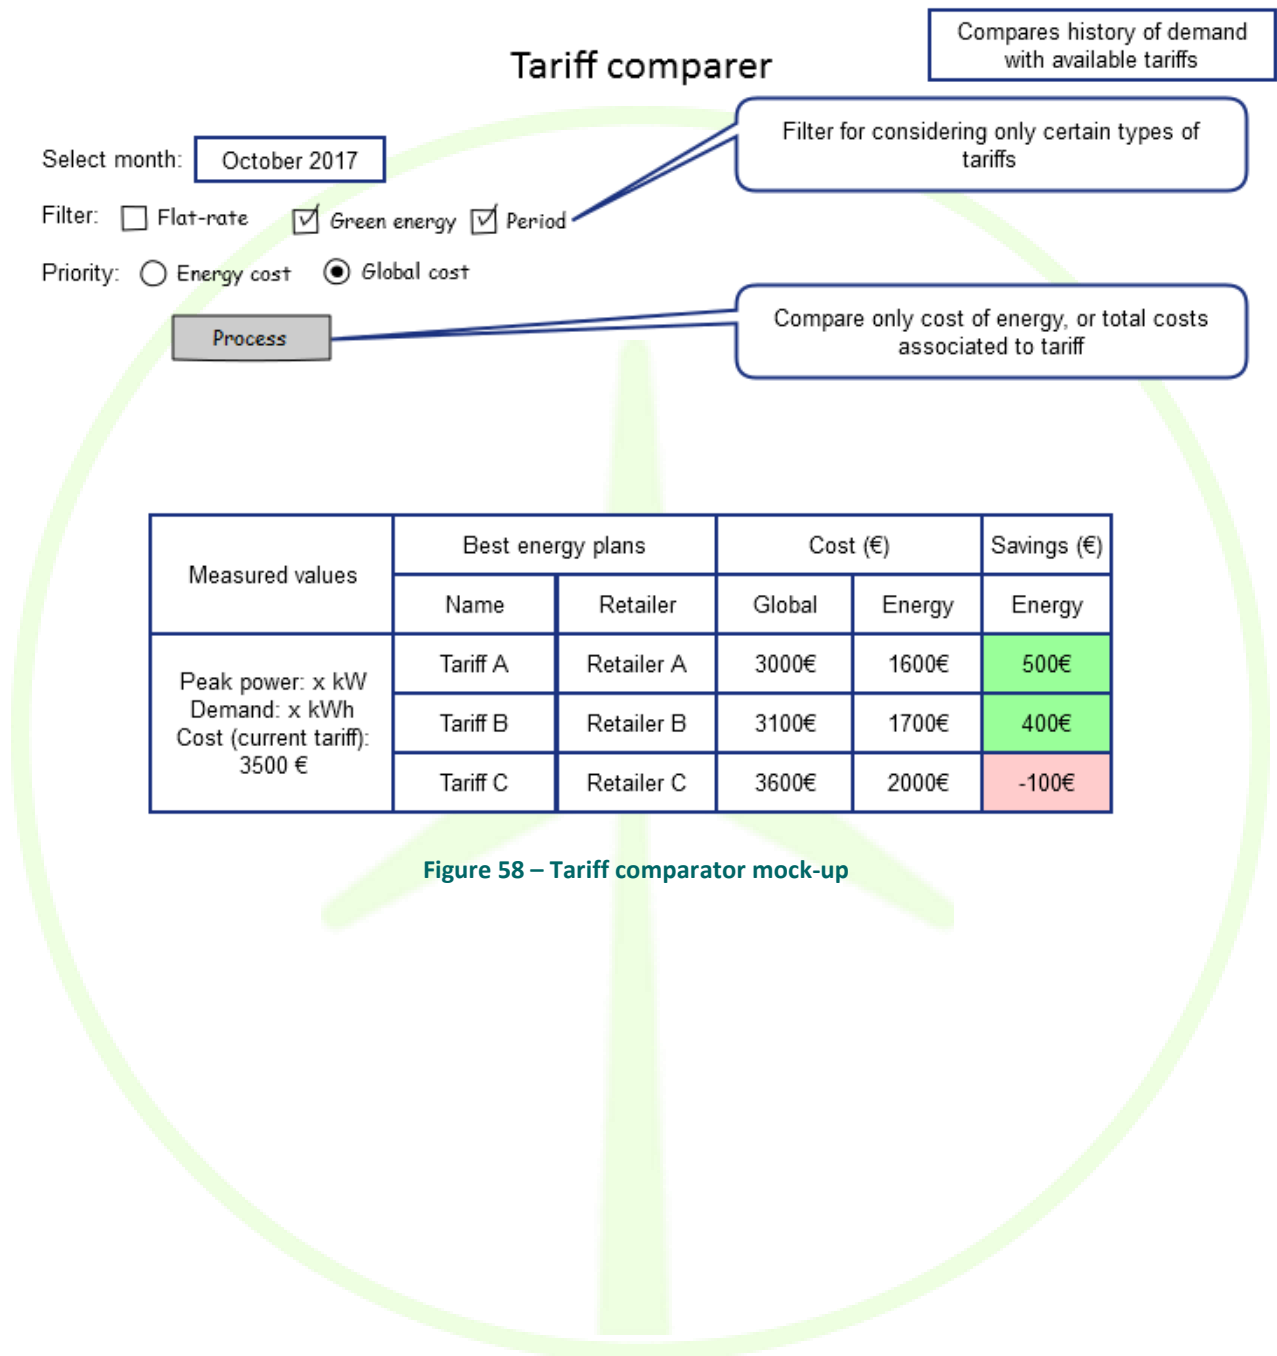 Compares history of demand
with available tariffs
Tariff comparer
Filter for considering only certain types of
tariffs
Select month: October 2017
Filter: Flat-rate Green energy Period
Priority: Energy cost Global cost
Process
Compare only cost of energy, or total costs
associated to tariff
Measured values
Best energy plans Cost (€) Savings (€)
Name Retailer Global Energy Energy
Peak power: x kW
Demand: x kWh
Cost (current tariff):
3500 €
Tariff A Retailer A 3000€ 1600€ 500€
Tariff B Retailer B 3100€ 1700€ 400€
Tariff C Retailer C 3600€ 2000€ -100€
Figure 58 – Tariff comparator mock-up